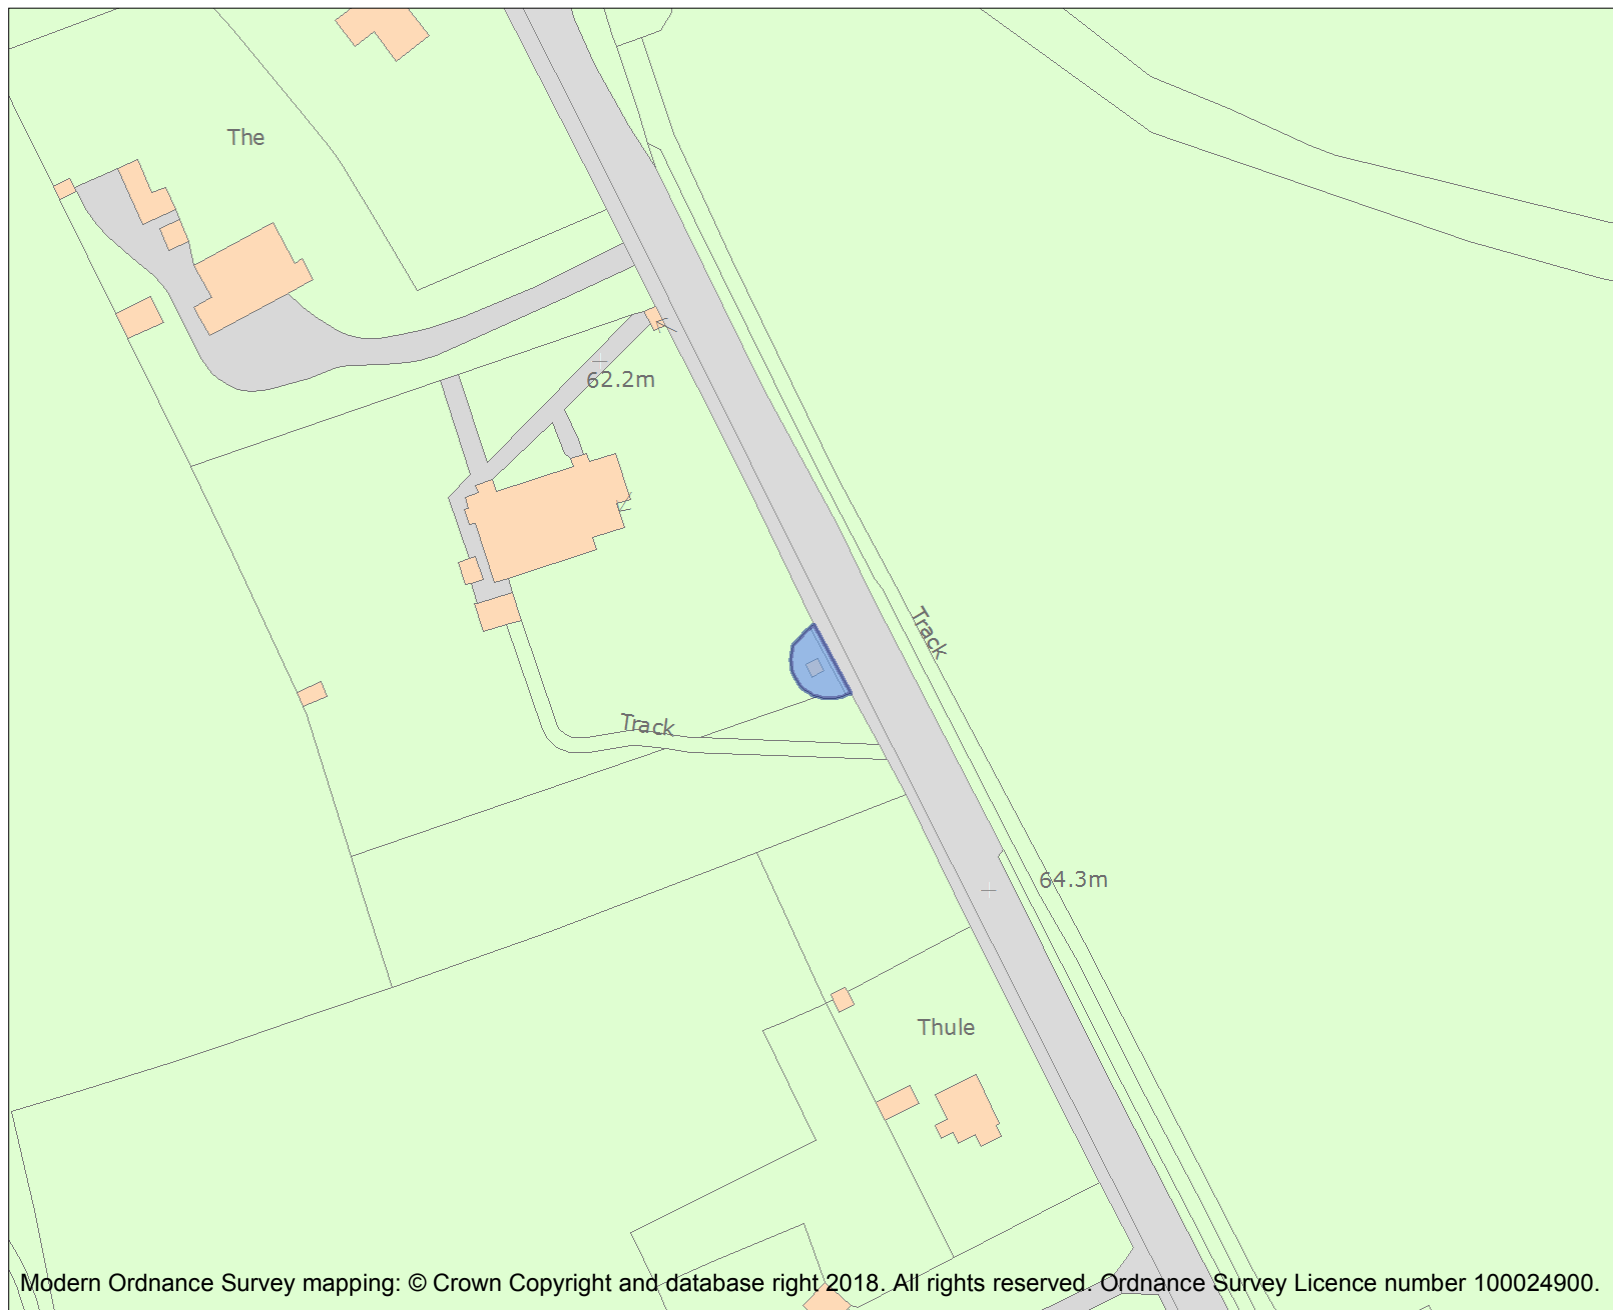 The
62.2m
Track
Track
64.3m
Thule
Modern Ordnance Survey mapping: © Crown Copyright and database right 2018. All rights reserved. Ordnance Survey Licence number 100024900.